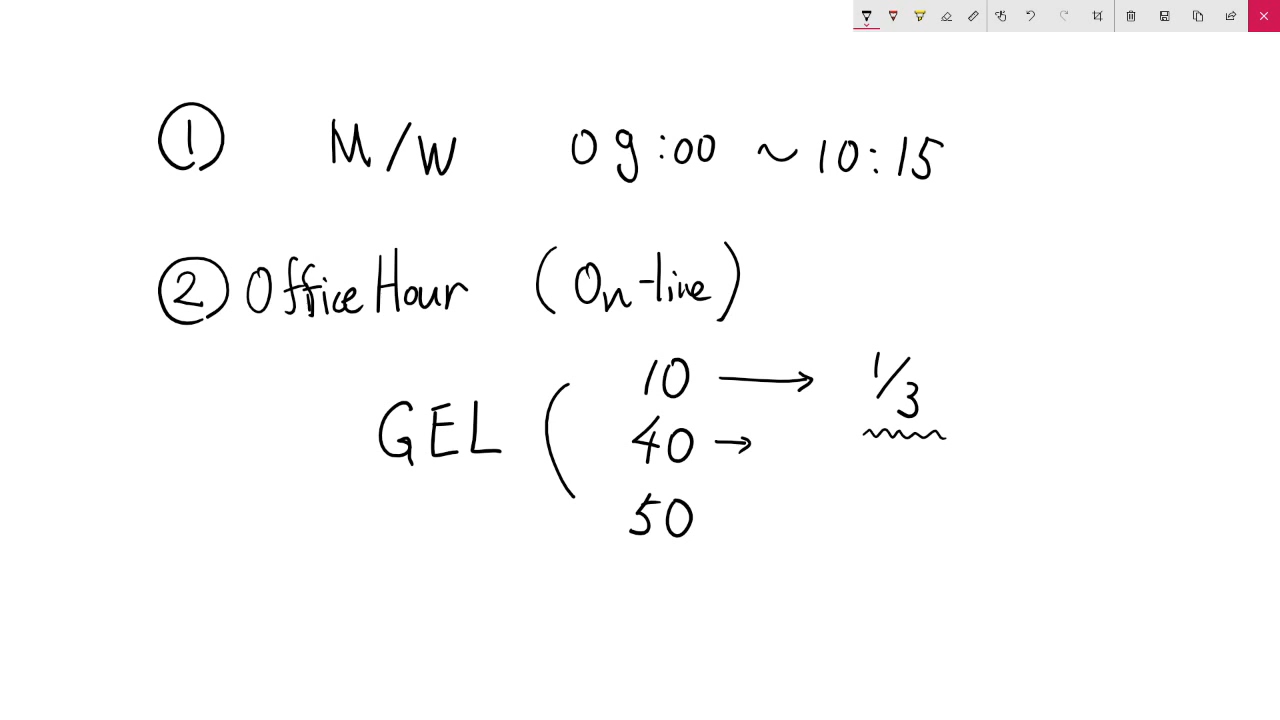 ① M/W 09:00 ~ 10:15
② Office Hour (On-line)
10 → 1/3
GEL ( 40 →
50